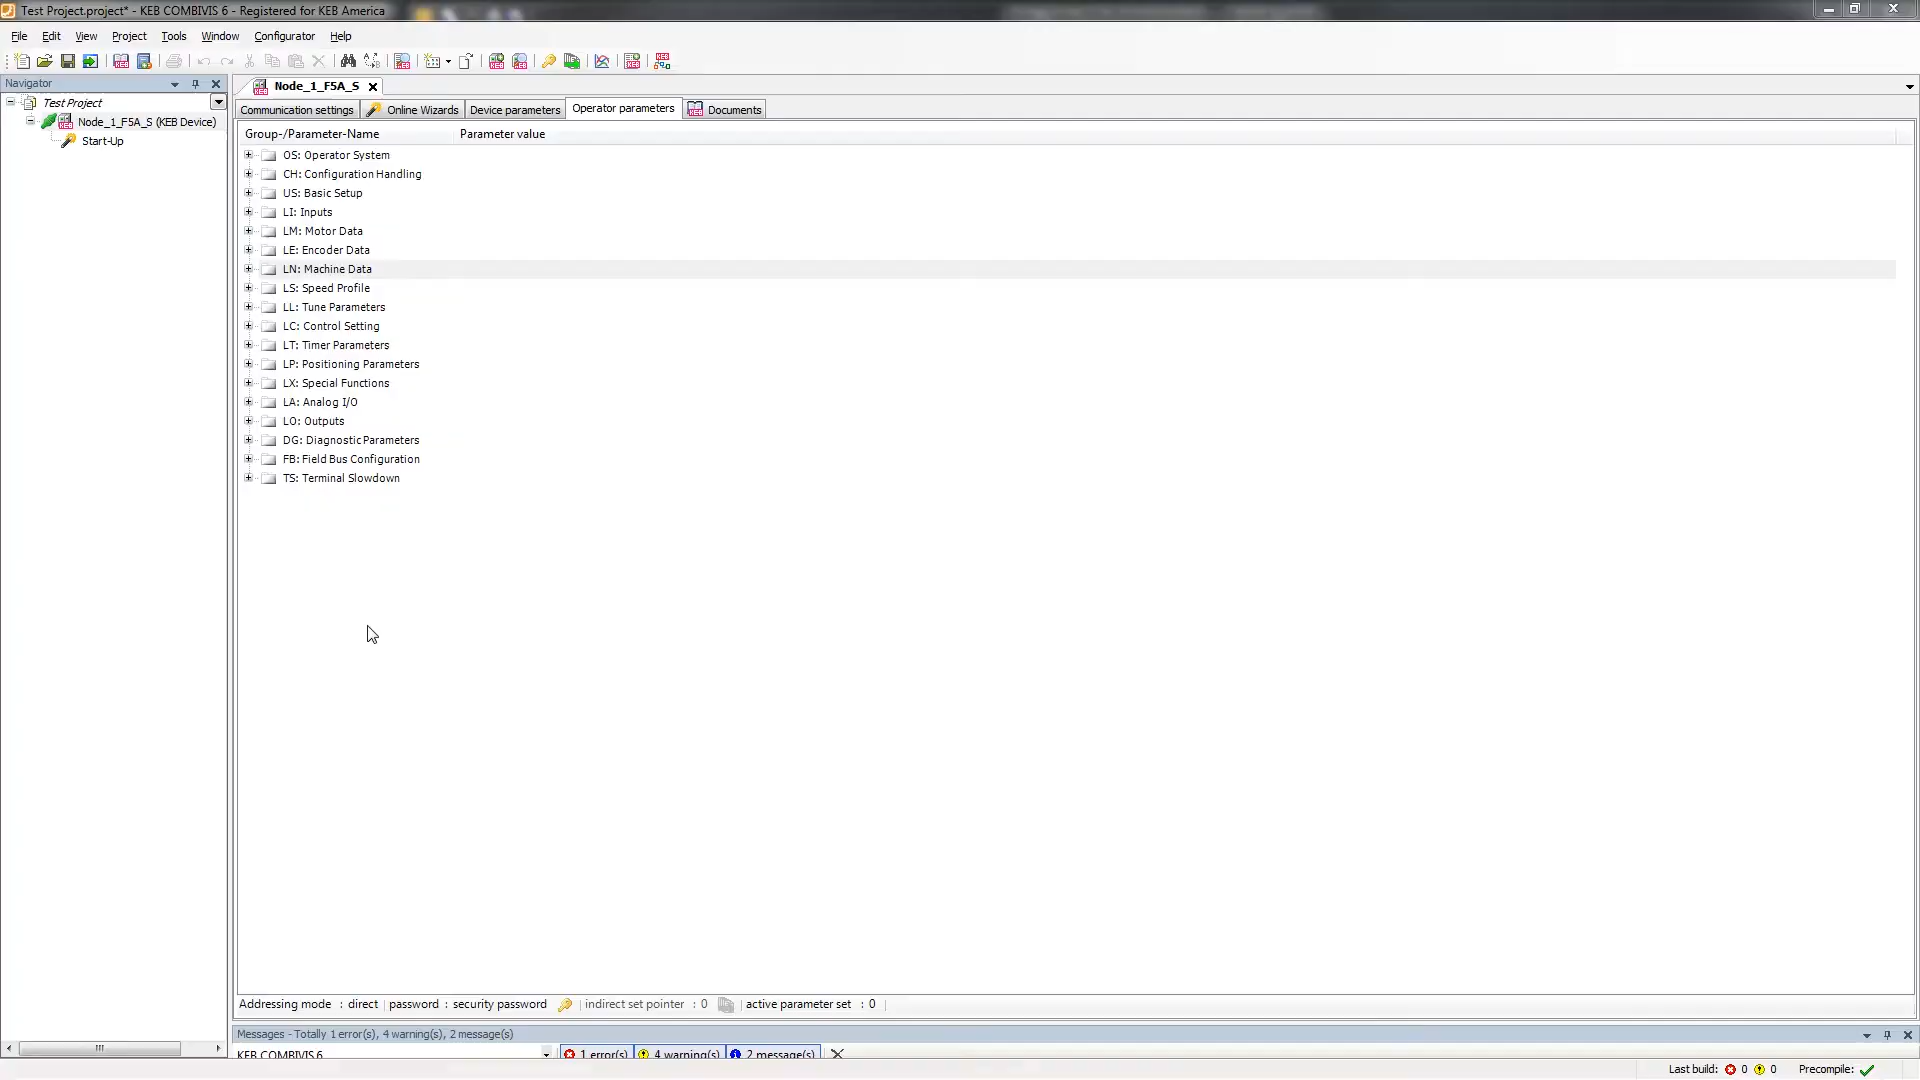 Test Project.project* - KEB COMBIVIS 6 - Registered for KEB America
File Edit View Project Tools Window Configurator Help
Navigator
Test Project
Node_1_F5A_S (KEB Device)
Start-Up
Node_1_F5A_S
Communication settings Online Wizards Device parameters Operator parameters Documents
Group-/Parameter-Name Parameter value
OS: Operator System
CH: Configuration Handling
US: Basic Setup
LI: Inputs
LM: Motor Data
LE: Encoder Data
LN: Machine Data
LS: Speed Profile
LL: Tune Parameters
LC: Control Setting
LT: Timer Parameters
LP: Positioning Parameters
LX: Special Functions
LA: Analog I/O
LO: Outputs
DG: Diagnostic Parameters
FB: Field Bus Configuration
TS: Terminal Slowdown
Addressing mode : direct password : security password indirect set pointer : 0 active parameter set : 0
Messages - Totally 1 error(s), 4 warning(s), 2 message(s)
KEB COMBIVIS 6 1 error(s) 4 warning(s) 2 message(s)
Last build: 0 0 Precompile: